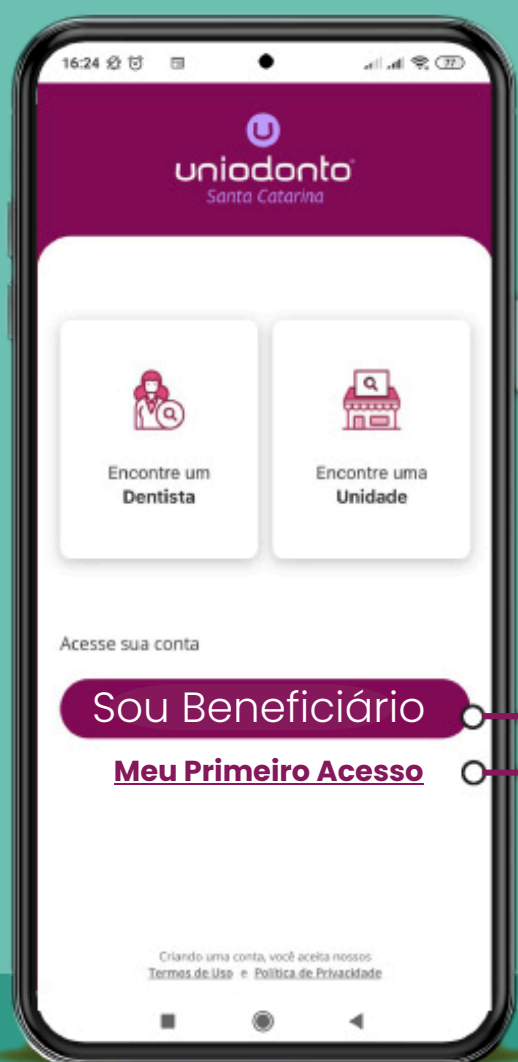 16:24
77
uniodonto
Santa Catarina
Encontre um
Dentista
Encontre uma
Unidade
Acesse sua conta
Sou Beneficiário
Meu Primeiro Acesso
Criando uma conta, você aceita nossos
Termos de Uso e Política de Privacidade